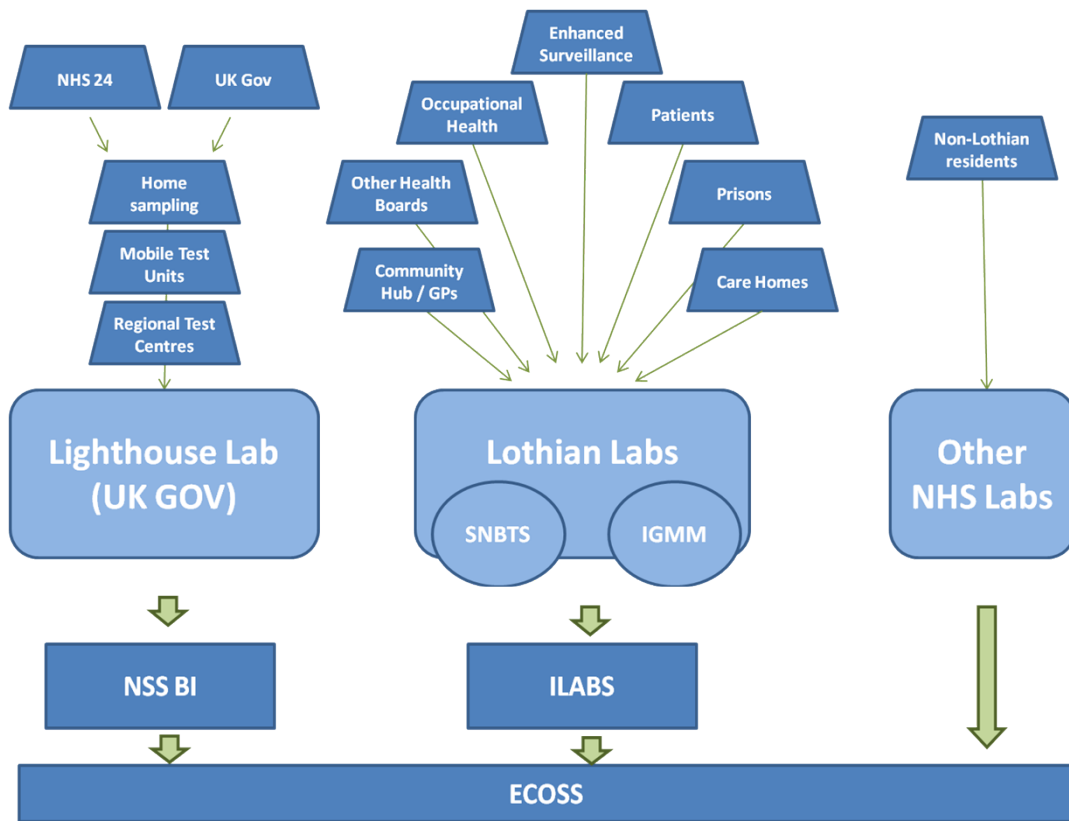 NHS 24
UK Gov
Home
sampling
Mobile Test
Units
Regional Test
Centres
Lighthouse Lab
(UK GOV)
NSS BI
Enhanced
Surveillance
Occupational
Health
Patients
Other Health
Boards
Prisons
Community
Hub / GPs
Care Homes
Lothian Labs
SNBTS
IGMM
ILABS
Non-Lothian
residents
Other
NHS Labs
ECOSS